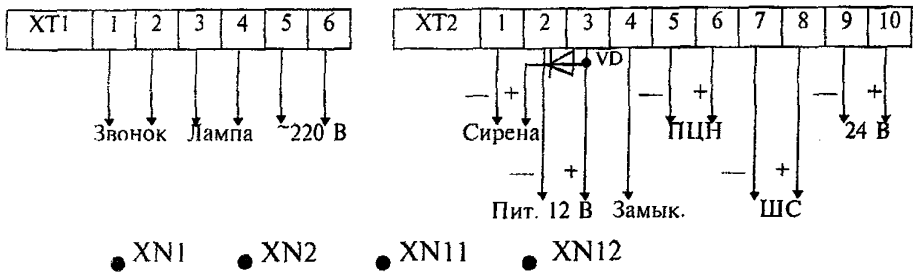 XT1 1 2 3 4 5 6 XT2 1 2 3 4 5 6 7 8 9 10
VD
— + — + — +
Звонок Лампа ~220 В Сирена ПЦН 24 В
— + — +
Пит. 12 В Замык. ШС
XN1 XN2 XN11 XN12